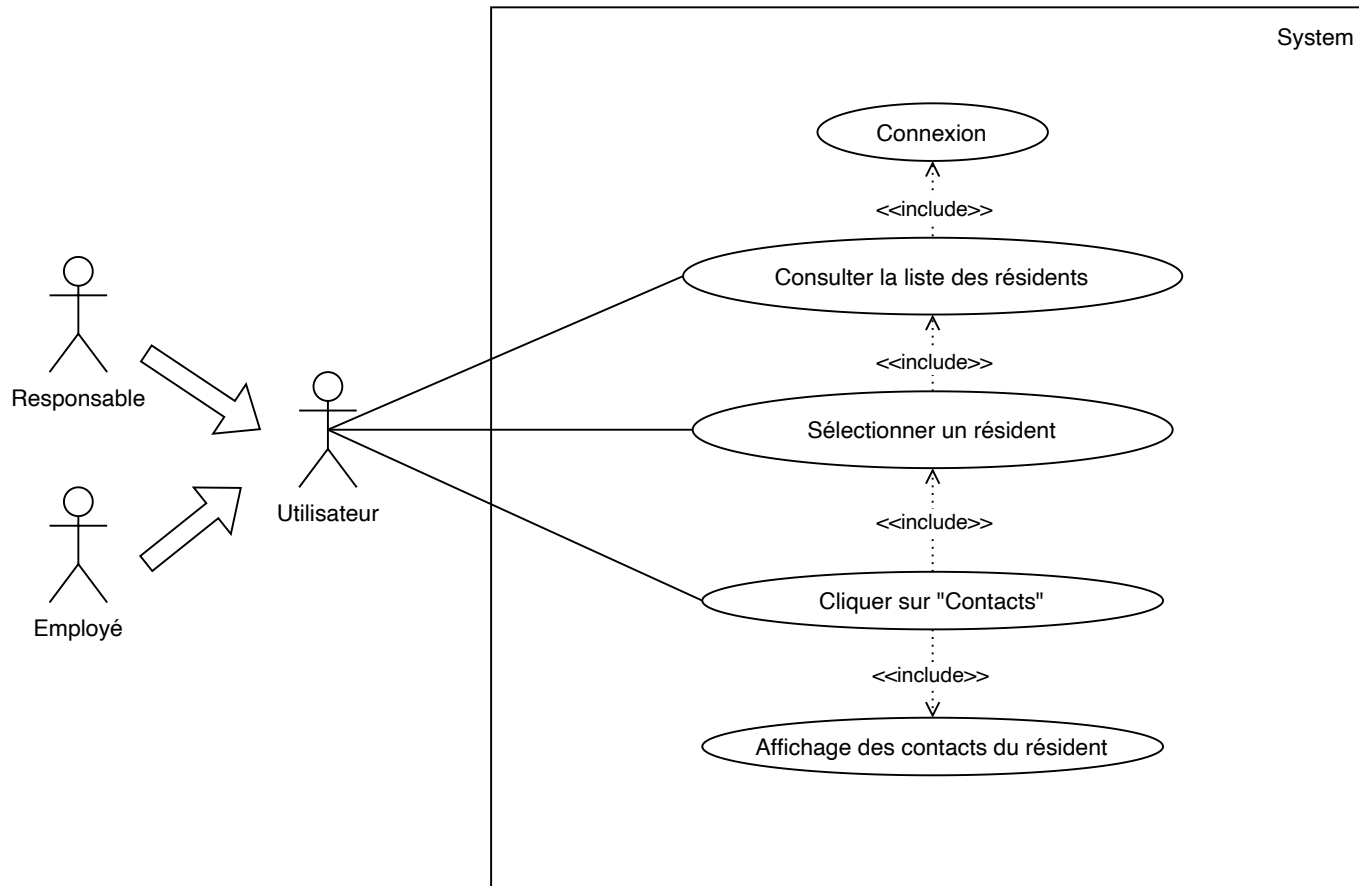 System
Connexion
<<include>>
Consulter la liste des résidents
<<include>>
Responsable
Sélectionner un résident
Utilisateur
<<include>>
Cliquer sur "Contacts"
Employé
<<include>>
Affichage des contacts du résident